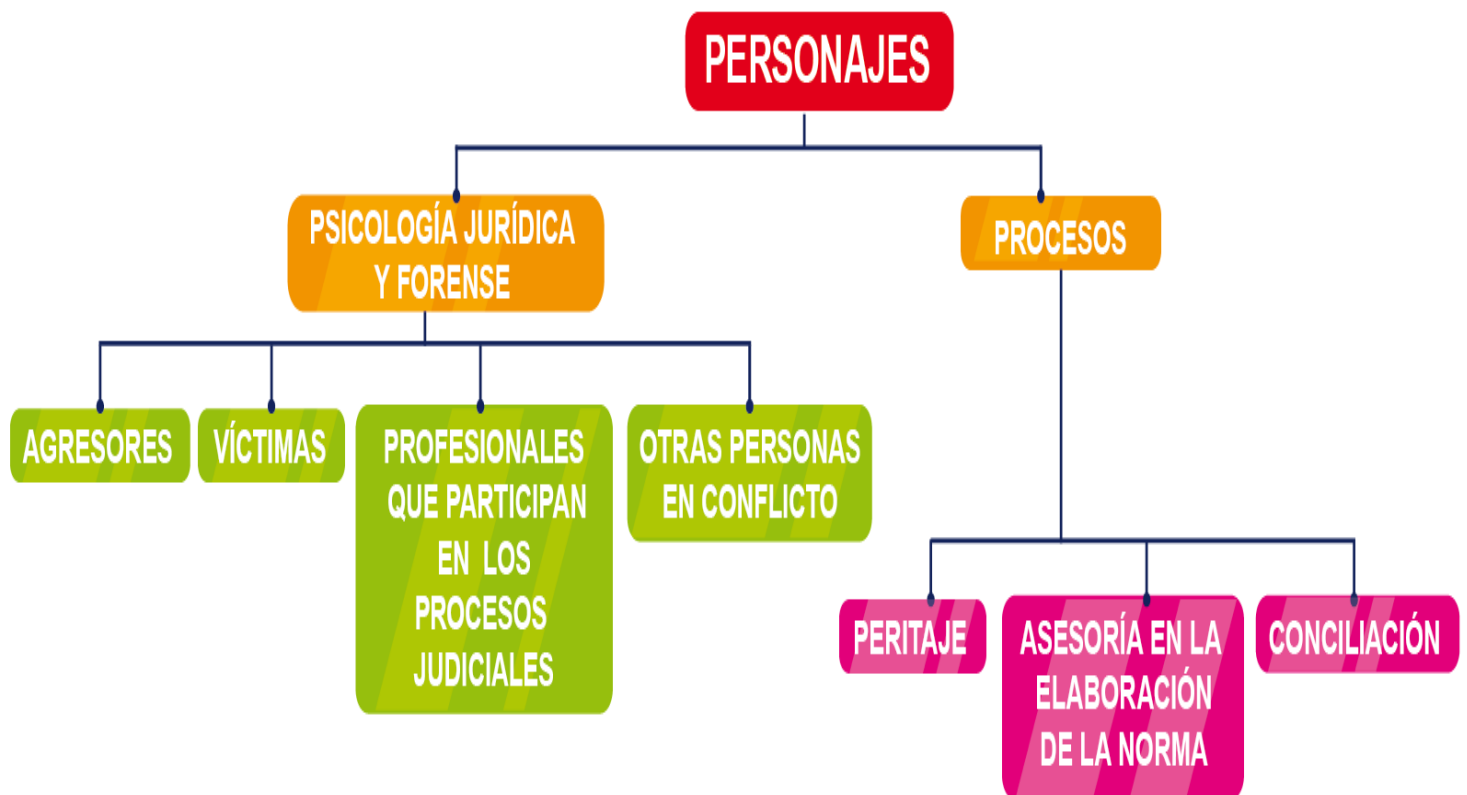 PERSONAJES
PSICOLOGÍA JURÍDICA
Y FORENSE
PROCESOS
AGRESORES
VÍCTIMAS
PROFESIONALES
QUE PARTICIPAN
EN LOS
PROCESOS
JUDICIALES
OTRAS PERSONAS
EN CONFLICTO
PERITAJE
ASESORÍA EN LA
ELABORACIÓN
DE LA NORMA
CONCILIACIÓN